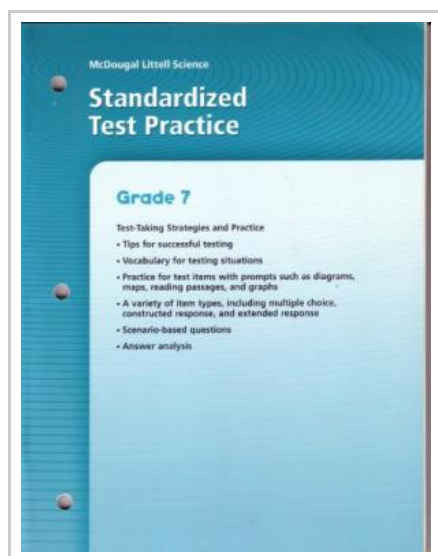 McDougal Littell Science
Standardized
Test Practice
Grade 7
Test-Taking Strategies and Practice
• Tips for successful testing
• Vocabulary for testing situations
• Practice for test items with prompts such as diagrams,
maps, reading passages, and graphs
• A variety of item types, including multiple choice,
constructed response, and extended response
• Scenario-based questions
• Answer analysis